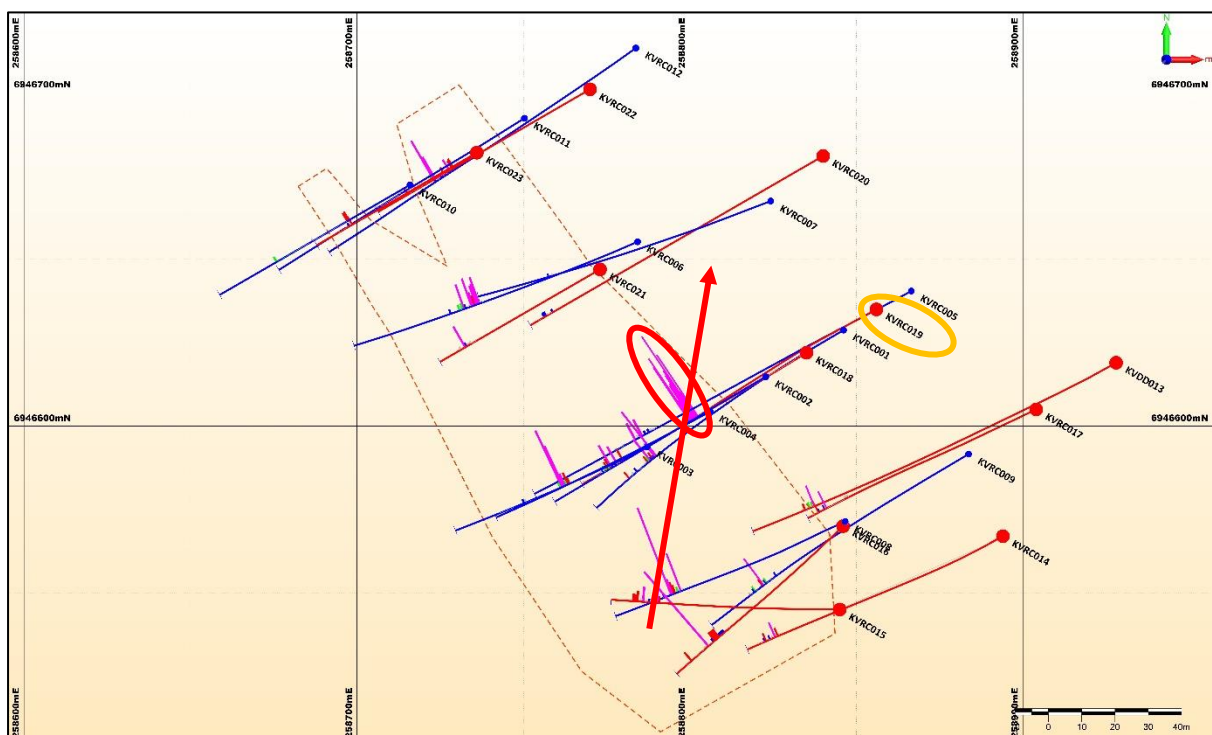 258600mE
258700mE
258800mE
258900mE
N
6946700mN
6946700mN
KVRC012
KVRC022
KVRC011
KVRC023
KVRC020
KVRC010
KVRC007
KVRC006
KVRC021
KVRC005
KVRC019
KVRC001
KVRC018
KVDD013
KVRC002
6946600mN
6946600mN
KVRC004
KVRC017
KVRC003
KVRC009
KVRC008
KVRC016
KVRC014
KVRC015
258600mE
258700mE
258800mE
258900mE
0 10 20 30 40m